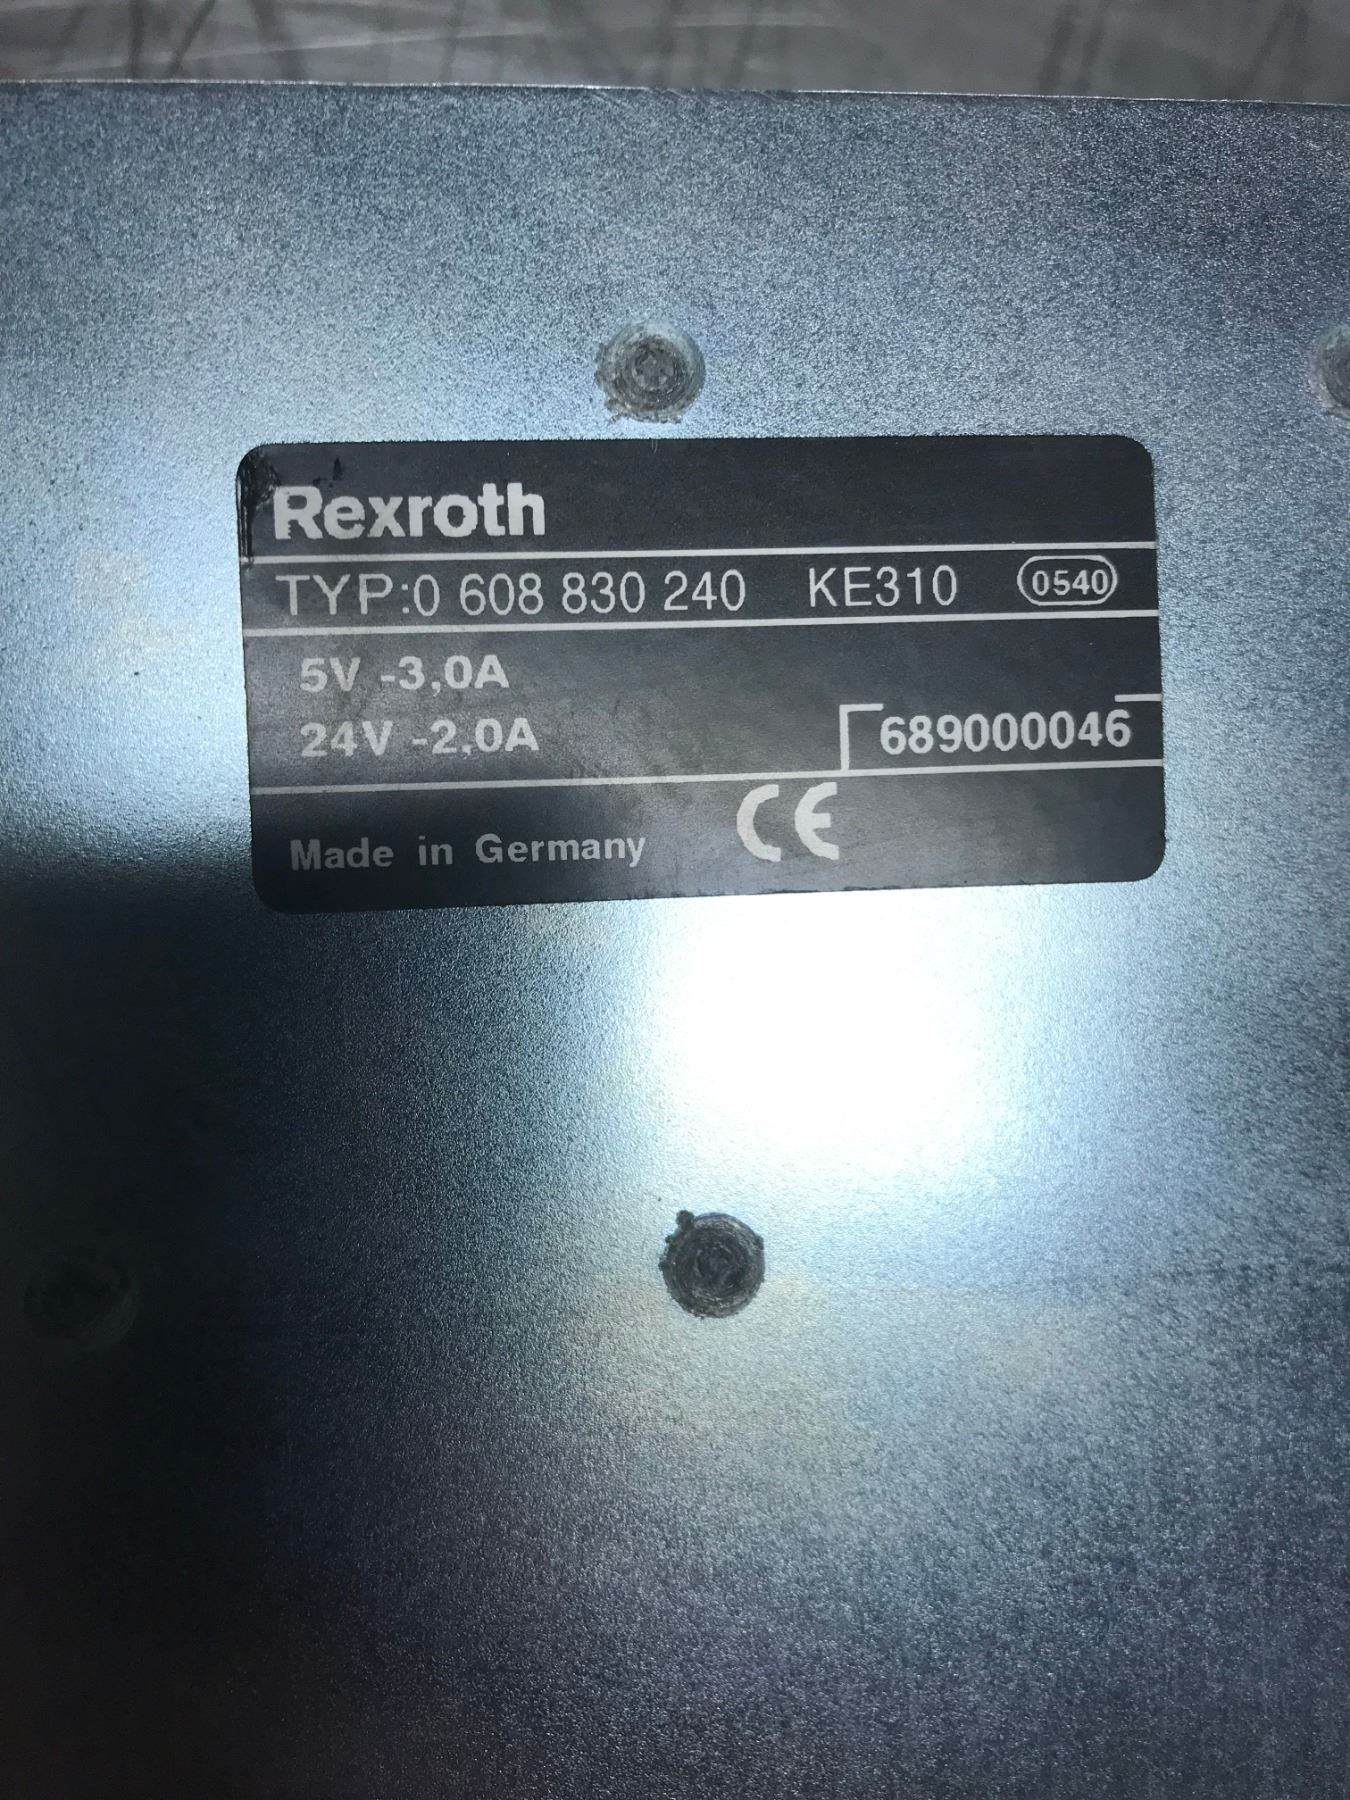 Rexroth
TYP:0 608 830 240 KE310 0540
5V -3,0A
24V -2,0A
689000046
Made in Germany CE